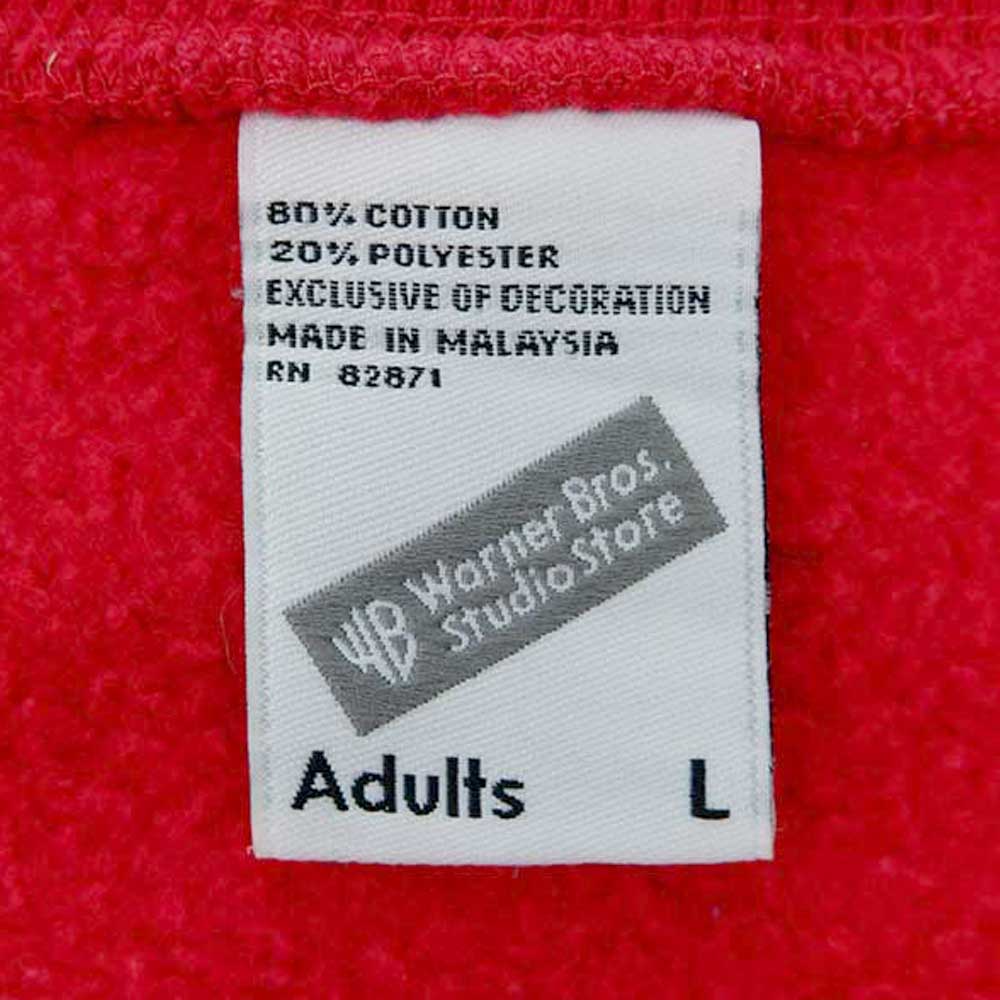 80% COTTON
20% POLYESTER
EXCLUSIVE OF DECORATION
MADE IN MALAYSIA
RN 82871
WB Warner Bros.
Studio Store
Adults L